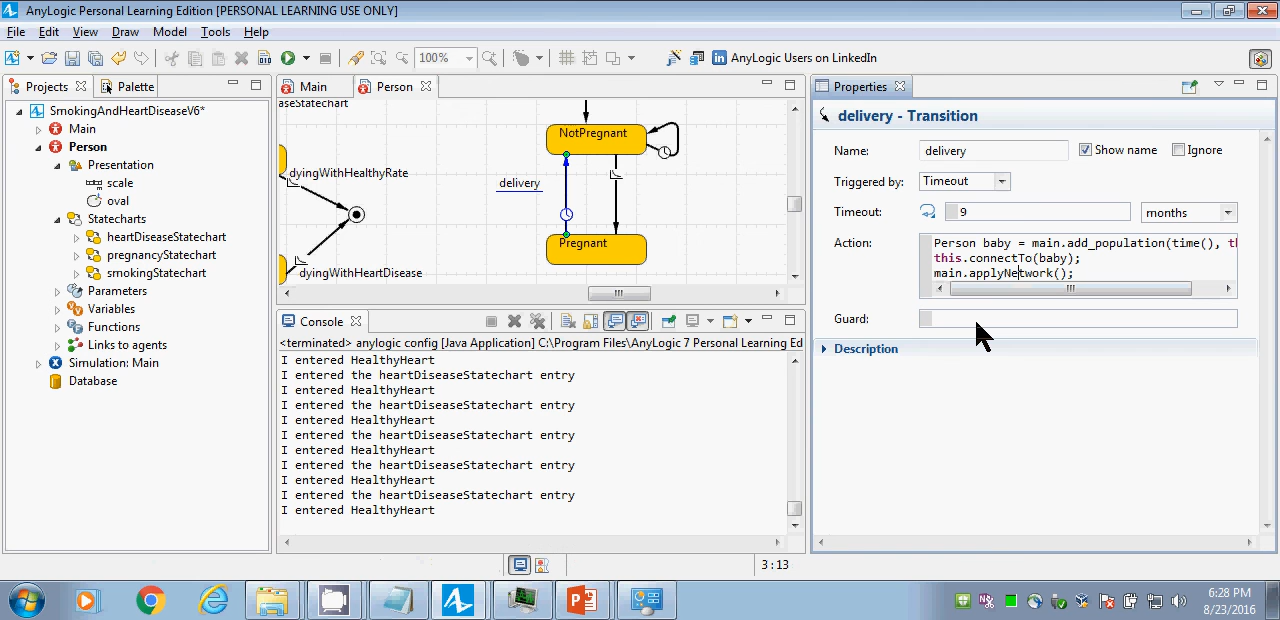 AnyLogic Personal Learning Edition [PERSONAL LEARNING USE ONLY]
File Edit View Draw Model Tools Help
100%
AnyLogic Users on LinkedIn
Projects
Palette
SmokingAndHeartDiseaseV6*
Main
Person
Presentation
scale
oval
Statecharts
heartDiseaseStatechart
pregnancyStatechart
smokingStatechart
Parameters
Variables
Functions
Links to agents
Simulation: Main
Database
Main
Person
aseStatechart
NotPregnant
dyingWithHealthyRate
delivery
Pregnant
dyingWithHeartDisease
Console
<terminated> anylogic config [Java Application] C:\Program Files\AnyLogic 7 Personal Learning Ed
I entered HealthyHeart
I entered the heartDiseaseStatechart entry
I entered HealthyHeart
I entered the heartDiseaseStatechart entry
I entered HealthyHeart
I entered the heartDiseaseStatechart entry
I entered HealthyHeart
I entered the heartDiseaseStatechart entry
I entered HealthyHeart
I entered the heartDiseaseStatechart entry
I entered HealthyHeart
Properties
delivery - Transition
Name: delivery Show name Ignore
Triggered by: Timeout
Timeout: 9 months
Action: Person baby = main.add_population(time(), th
this.connectTo(baby);
main.applyNetwork();
Guard:
Description
3:13
6:28 PM
8/23/2016